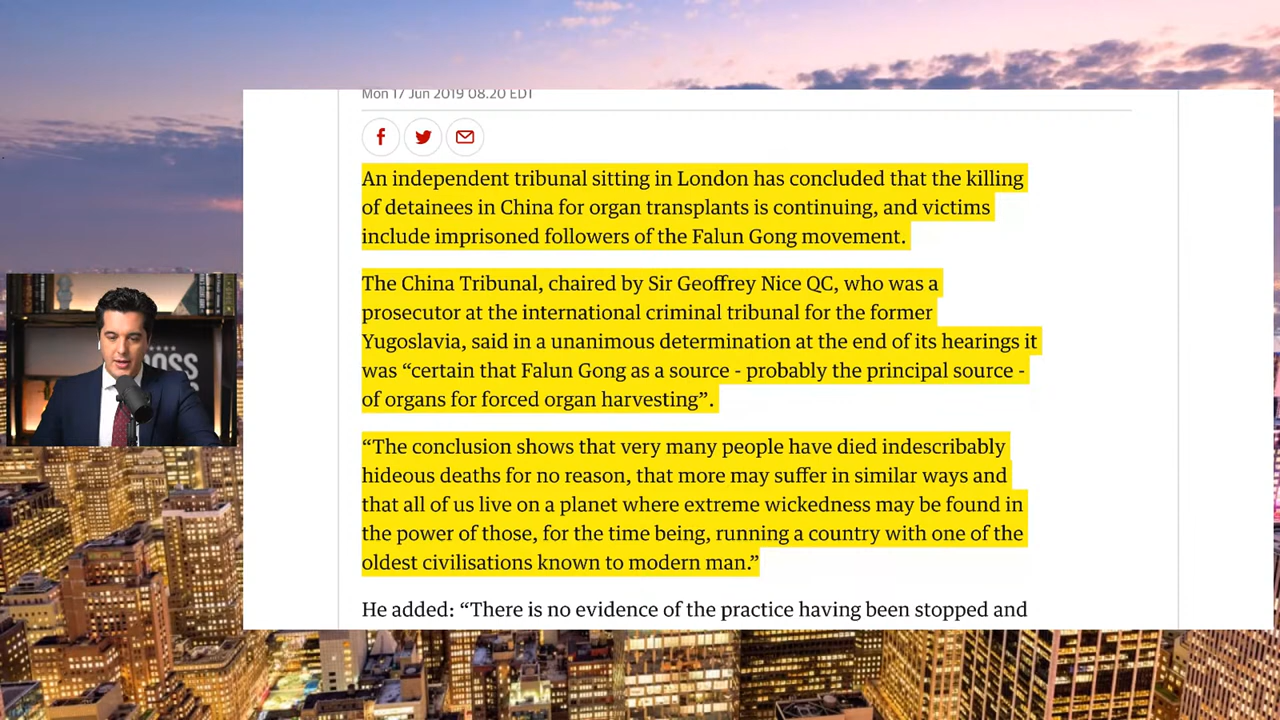 Mon 17 Jun 2019 08.20 EDT
An independent tribunal sitting in London has concluded that the killing
of detainees in China for organ transplants is continuing, and victims
include imprisoned followers of the Falun Gong movement.
The China Tribunal, chaired by Sir Geoffrey Nice QC, who was a
prosecutor at the international criminal tribunal for the former
Yugoslavia, said in a unanimous determination at the end of its hearings it
was “certain that Falun Gong as a source - probably the principal source -
of organs for forced organ harvesting”.
“The conclusion shows that very many people have died indescribably
hideous deaths for no reason, that more may suffer in similar ways and
that all of us live on a planet where extreme wickedness may be found in
the power of those, for the time being, running a country with one of the
oldest civilisations known to modern man.”
He added: “There is no evidence of the practice having been stopped and